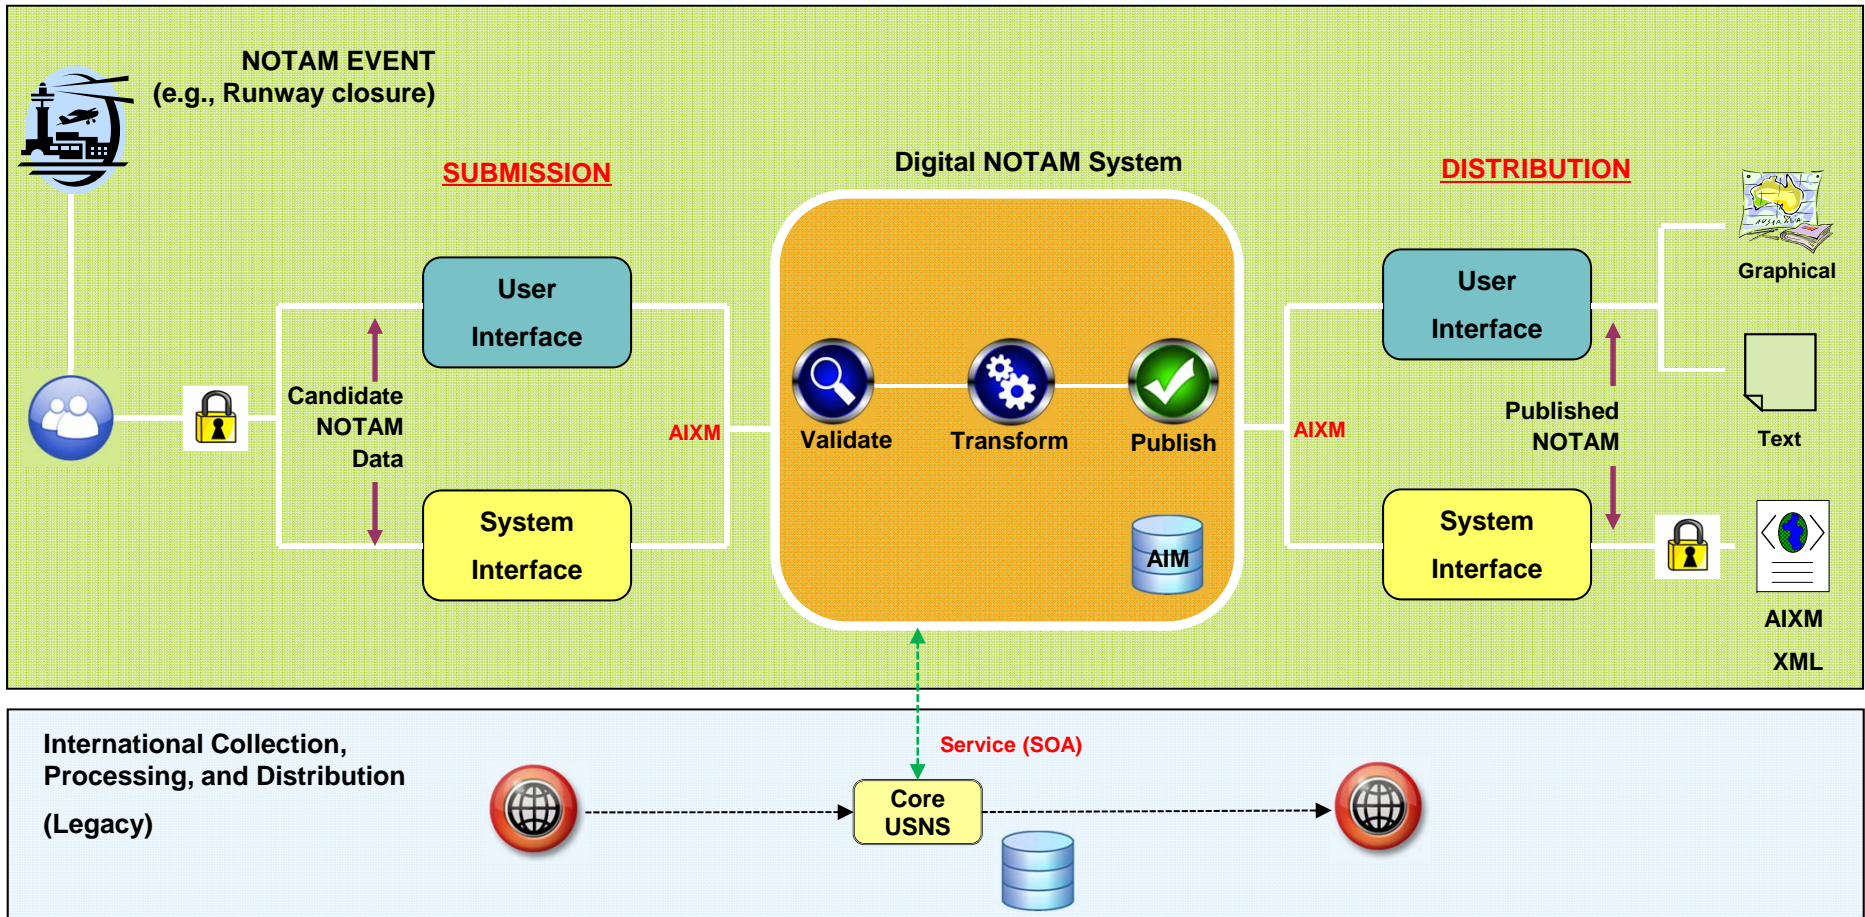 NOTAM EVENT
(e.g., Runway closure)
SUBMISSION
Digital NOTAM System
DISTRIBUTION
User
Interface
Candidate
NOTAM
Data
AIXM
System
Interface
Validate
Transform
Publish
AIM
AIXM
User
Interface
Published
NOTAM
System
Interface
AUSTRALIA
Graphical
Text
AIXM
XML
International Collection,
Processing, and Distribution
(Legacy)
Service (SOA)
Core
USNS